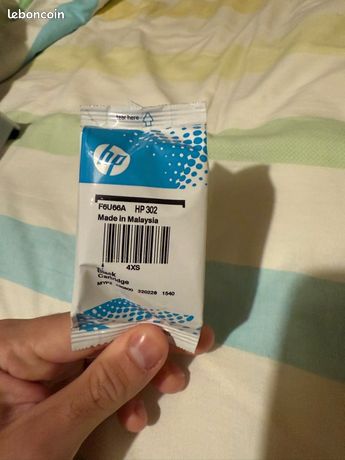 leboncoin
tear here
hp
F6U66A HP 302
Made in Malaysia
4XS
Black
Cartridge
320228 1540